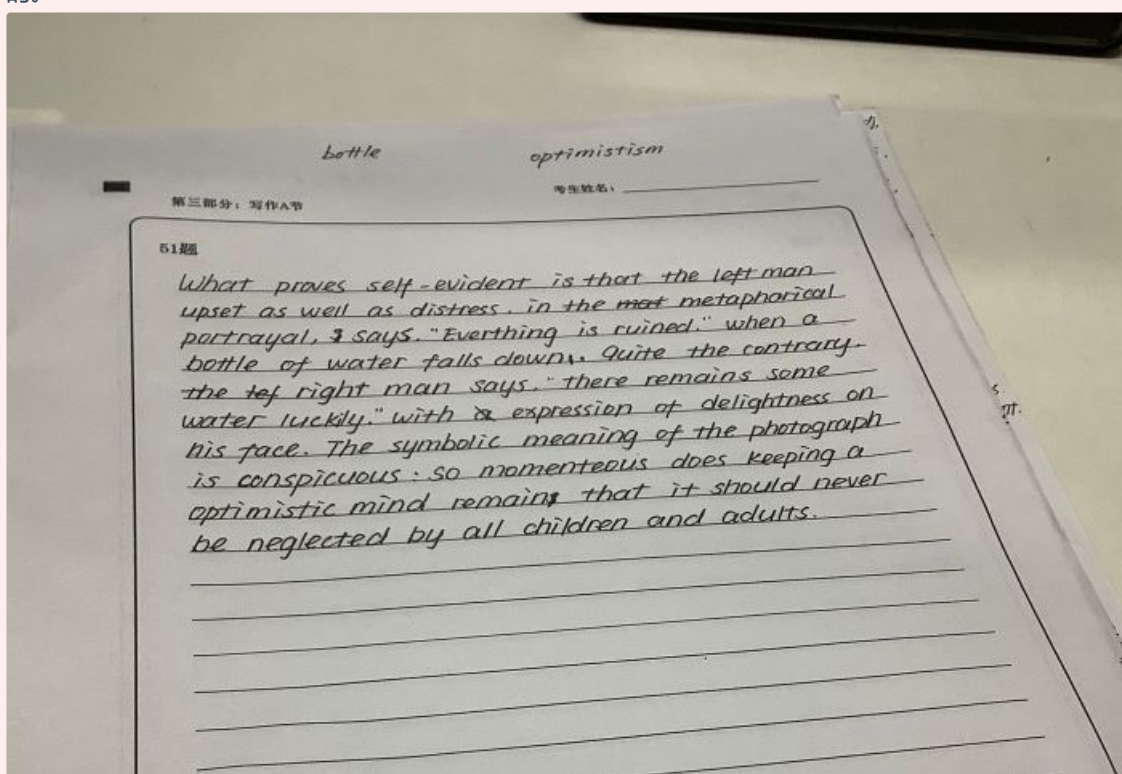 bottle optimistism
考生姓名:
第三部分:写作A节
51题
What proves self-evident is that the left man
upset as well as distress. in the metaphorical
portrayal, says. "Everthing is ruined." when a
bottle of water falls down. Quite the contrary.
the right man says. "there remains some
water luckily." with a expression of delightness on
his face. The symbolic meaning of the photograph
is conspicuous: so momenteous does keeping a
optimistic mind remain that it should never
be neglected by all children and adults.